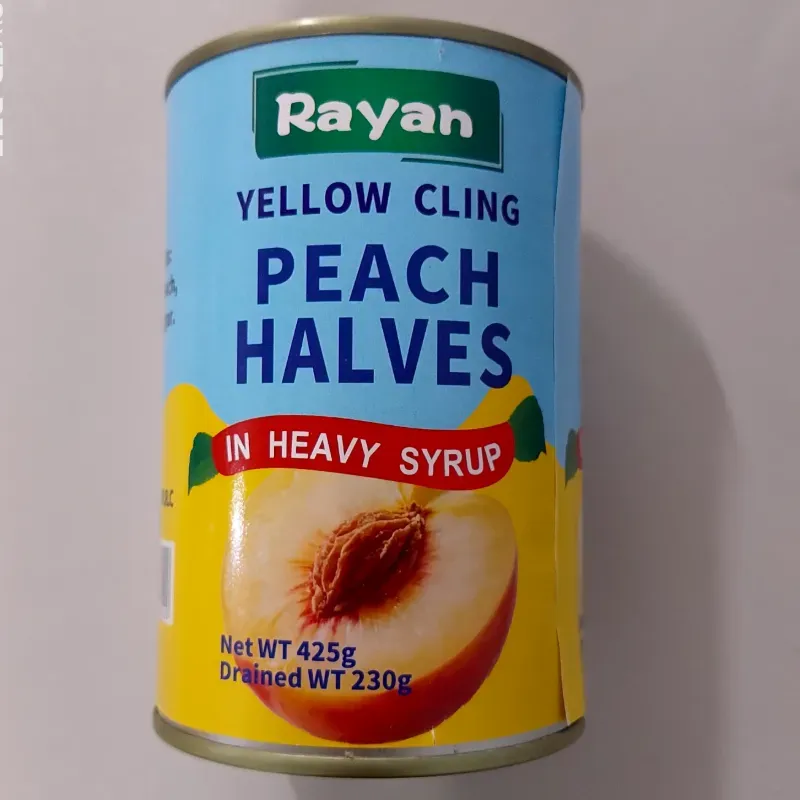 Rayan
YELLOW CLING
PEACH
HALVES
IN HEAVY SYRUP
Net WT 425g
Drained WT 230g